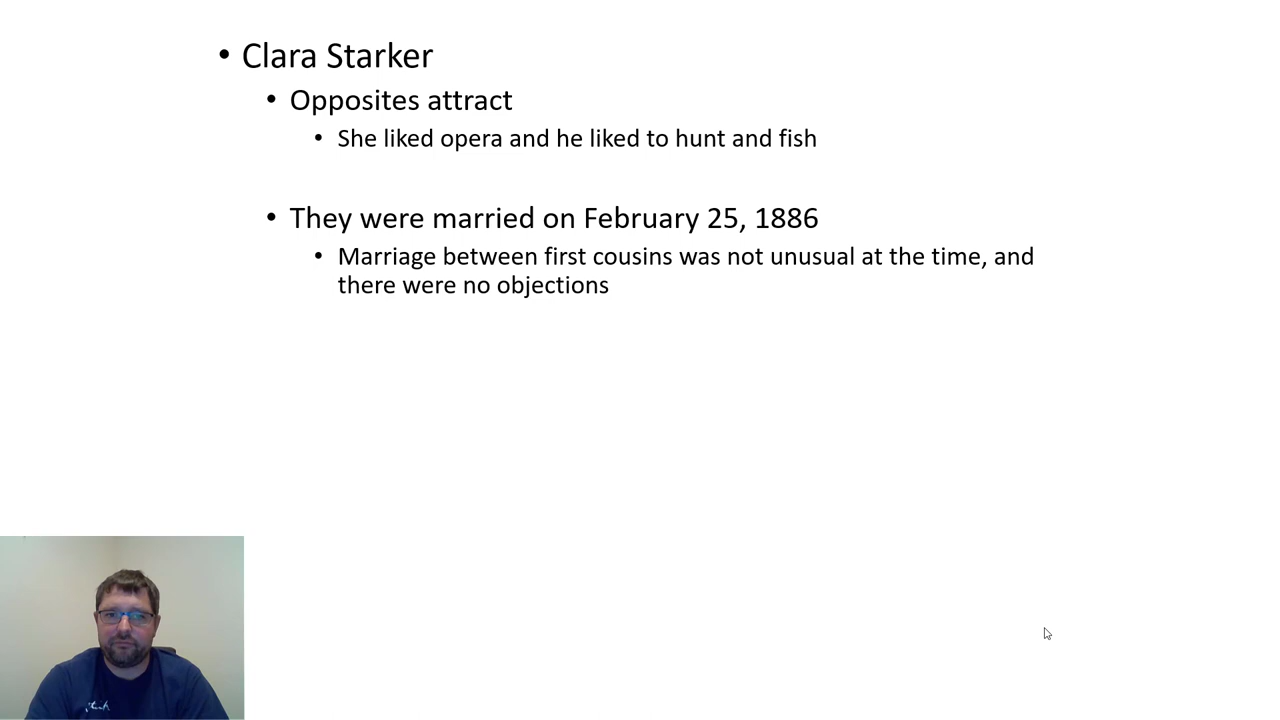 • Clara Starker
• Opposites attract
• She liked opera and he liked to hunt and fish
• They were married on February 25, 1886
• Marriage between first cousins was not unusual at the time, and
there were no objections